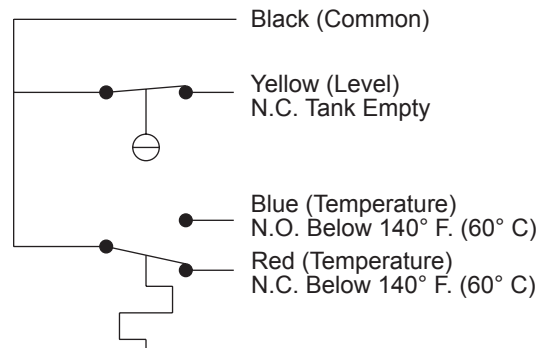 Black (Common)
Yellow (Level)
N.C. Tank Empty
Blue (Temperature)
N.O. Below 140° F. (60° C)
Red (Temperature)
N.C. Below 140° F. (60° C)